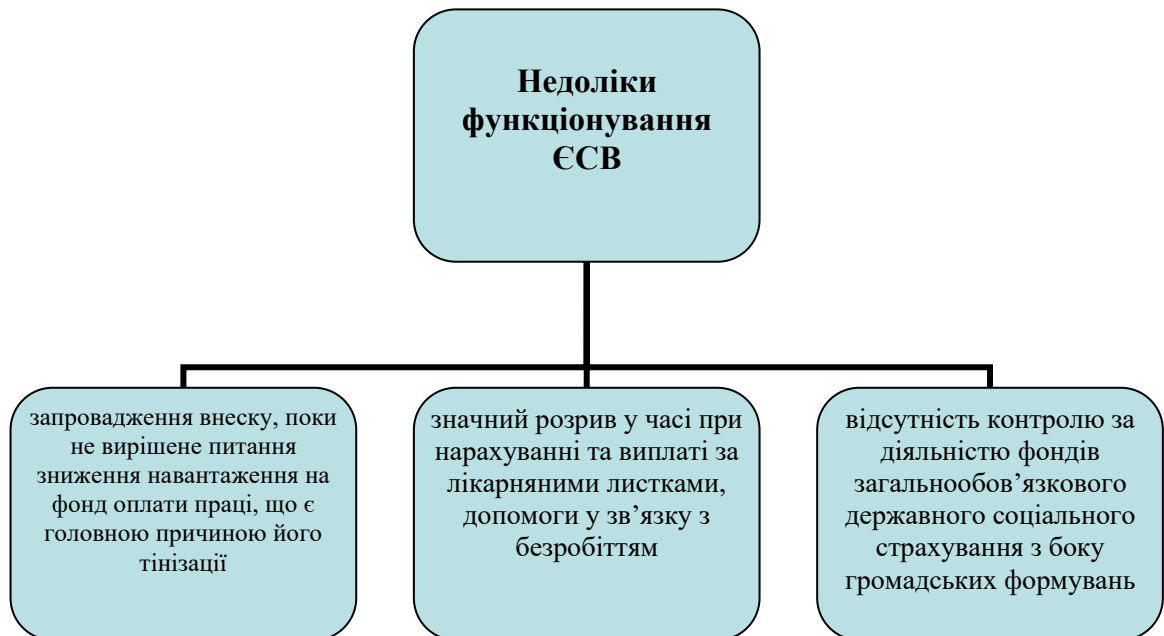 Недоліки
функціонування
ЄСВ
запровадження внеску, поки
не вирішене питання
зниження навантаження на
фонд оплати праці, що є
головною причиною його
тінізації
значний розрив у часі при
нарахуванні та виплаті за
лікарняними листками,
допомоги у зв’язку з
безробіттям
відсутність контролю за
діяльністю фондів
загальнообов’язкового
державного соціального
страхування з боку
громадських формувань